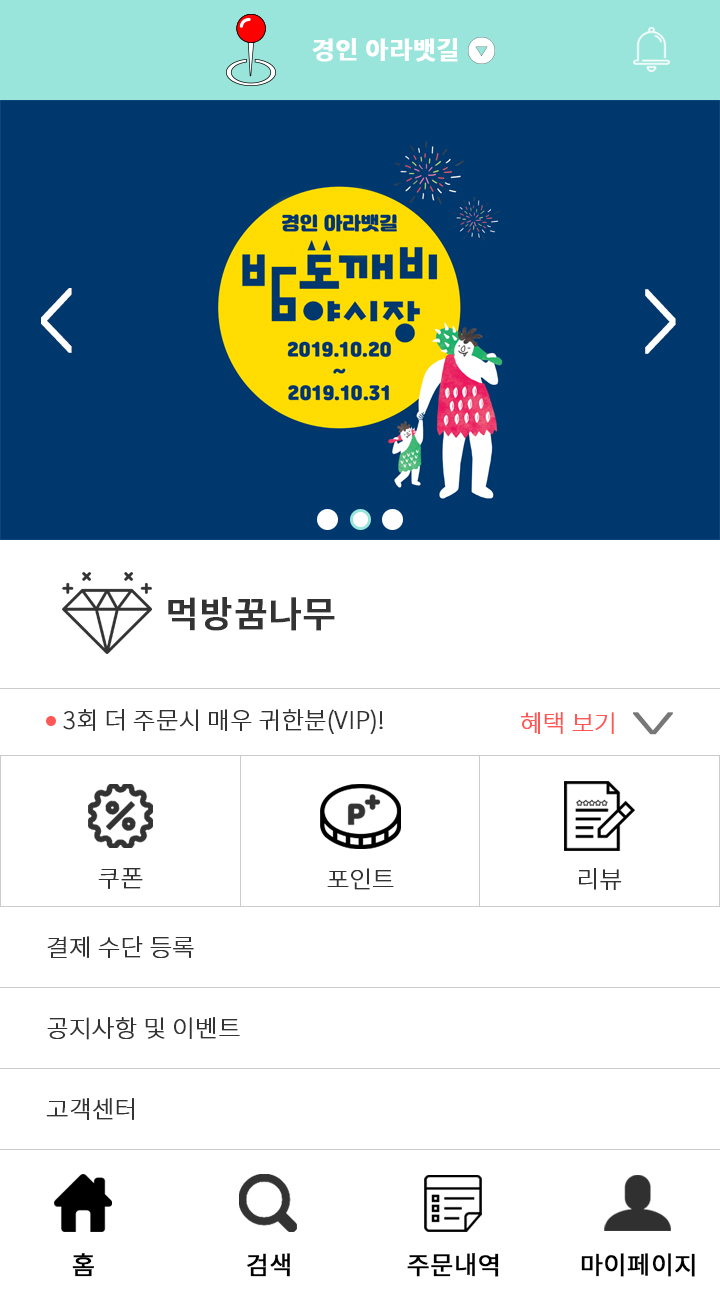 경인 아라뱃길
경인 아라뱃길
밤도깨비
야시장
2019.10.20
~
2019.10.31
먹방꿈나무
3회 더 주문시 매우 귀한분(VIP)!
혜택 보기
P+
쿠폰
포인트
리뷰
결제 수단 등록
공지사항 및 이벤트
고객센터
홈
검색
주문내역
마이페이지